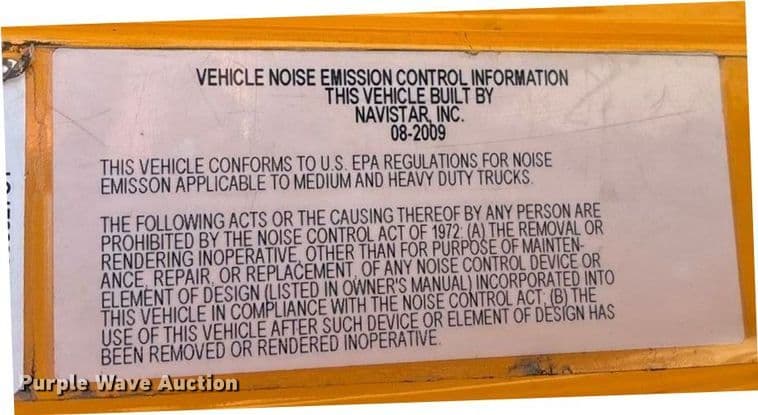 VEHICLE NOISE EMISSION CONTROL INFORMATION
THIS VEHICLE BUILT BY
NAVISTAR, INC.
08-2009
THIS VEHICLE CONFORMS TO U.S. EPA REGULATIONS FOR NOISE
EMISSON APPLICABLE TO MEDIUM AND HEAVY DUTY TRUCKS.
THE FOLLOWING ACTS OR THE CAUSING THEREOF BY ANY PERSON ARE
PROHIBITED BY THE NOISE CONTROL ACT OF 1972: (A) THE REMOVAL OR
RENDERING INOPERATIVE, OTHER THAN FOR PURPOSE OF MAINTEN-
ANCE, REPAIR, OR REPLACEMENT, OF ANY NOISE CONTROL DEVICE OR
ELEMENT OF DESIGN (LISTED IN OWNER'S MANUAL) INCORPORATED INTO
THIS VEHICLE IN COMPLIANCE WITH THE NOISE CONTROL ACT; (B) THE
USE OF THIS VEHICLE AFTER SUCH DEVICE OR ELEMENT OF DESIGN HAS
BEEN REMOVED OR RENDERED INOPERATIVE.
Purple Wave Auction